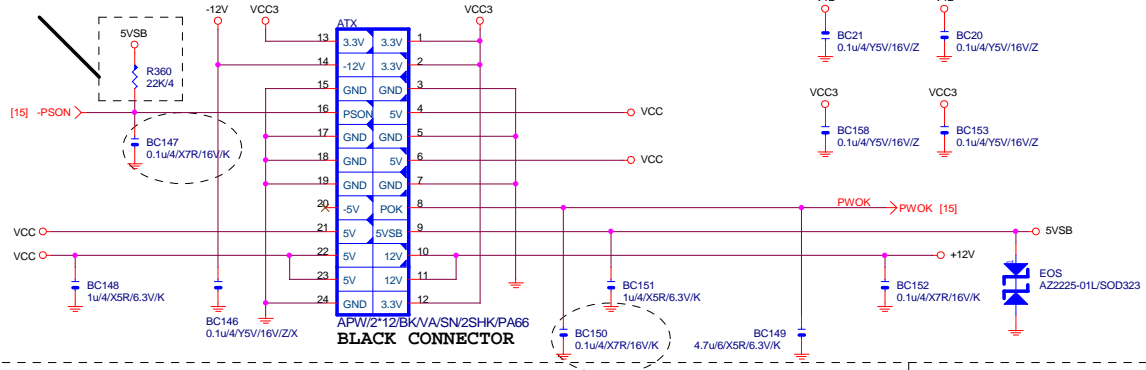 -12V
VCC3
VCC3
ATX
5VSB
R360
22K/4
[15] -PSON
BC147
0.1u/4/X7R/16V/K
13 3.3V 3.3V 1
14 -12V 3.3V 2
15 GND GND 3
16 PSON 5V 4
17 GND GND 5
18 GND 5V 6
19 GND GND 7
20 -5V POK 8
21 5V 5VSB 9
22 5V 12V 10
23 5V 12V 11
24 GND 3.3V 12
VCC
VCC
PWOK
PWOK [15]
5VSB
+12V
VCC
VCC
BC148
1u/4/X5R/6.3V/K
BC146
0.1u/4/Y5V/16V/Z/X
APW/2*12/BK/VA/SN/2SHK/PA66
BLACK CONNECTOR
BC151
1u/4/X5R/6.3V/K
BC150
0.1u/4/X7R/16V/K
BC149
4.7u/6/X5R/6.3V/K
BC152
0.1u/4/X7R/16V/K
EOS
AZ2225-01L/SOD323
BC21
0.1u/4/Y5V/16V/Z
BC20
0.1u/4/Y5V/16V/Z
VCC3
VCC3
BC158
0.1u/4/Y5V/16V/Z
BC153
0.1u/4/Y5V/16V/Z